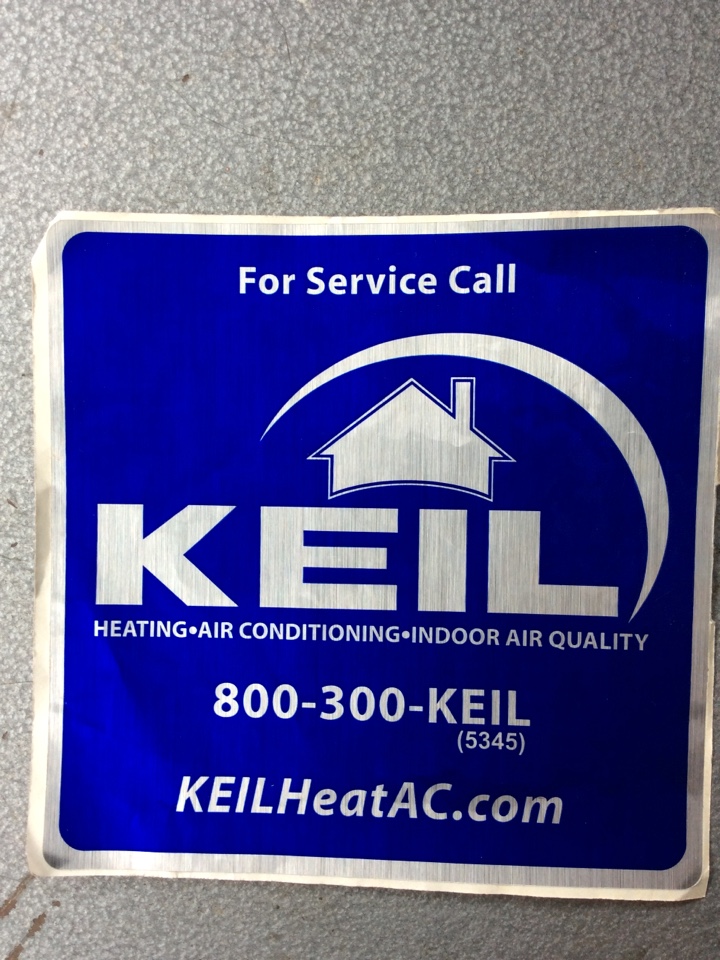 For Service Call
KEIL
HEATING•AIR CONDITIONING•INDOOR AIR QUALITY
800-300-KEIL
(5345)
KEILHeatAC.com